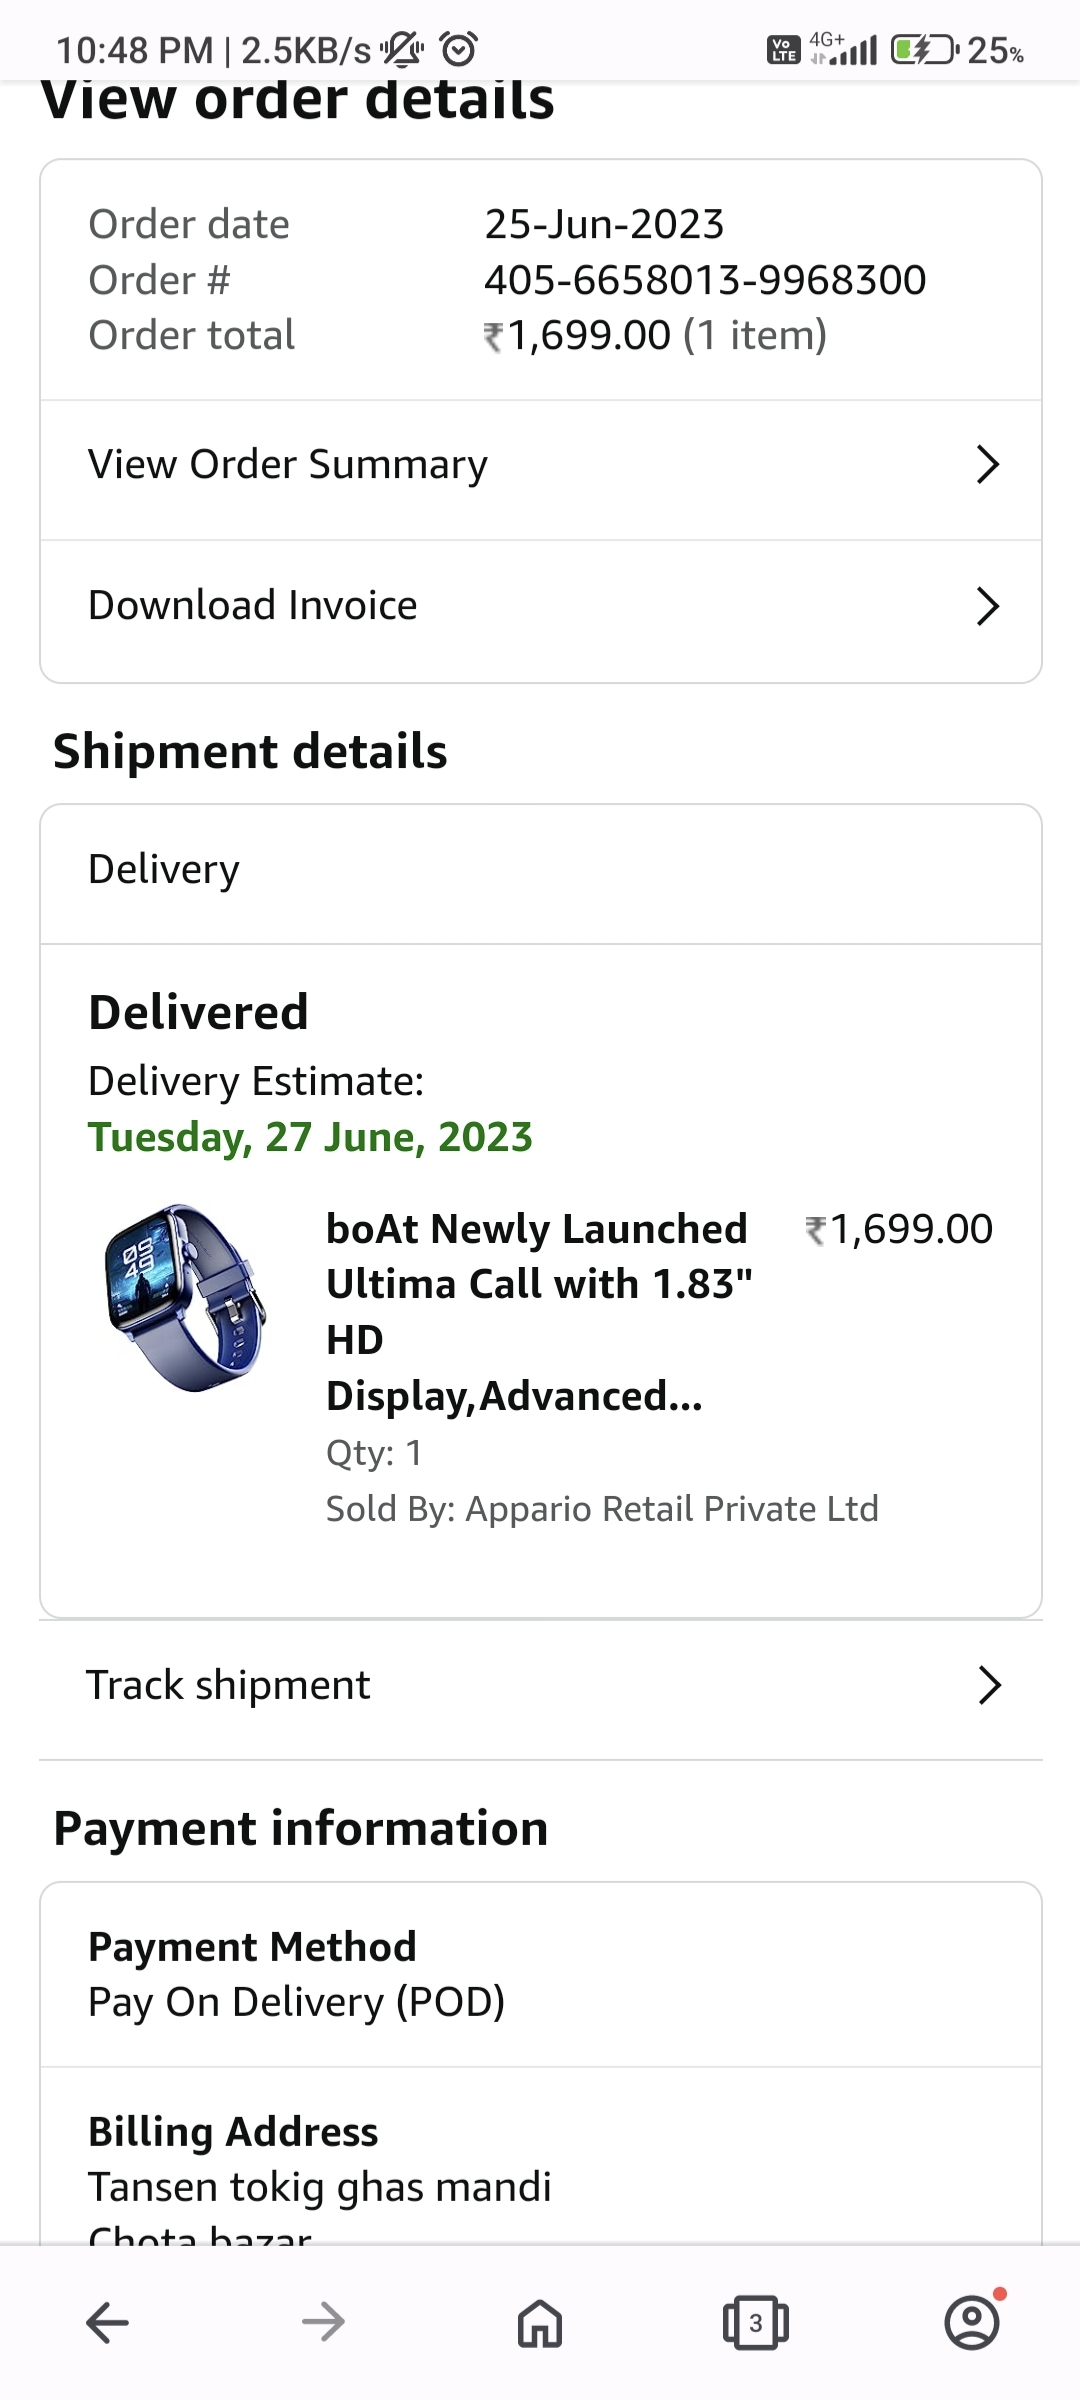 10:48 PM | 2.5KB/s Vo LTE 4G+ 25%
View order details
Order date 25-Jun-2023
Order # 405-6658013-9968300
Order total ₹1,699.00 (1 item)
View Order Summary
Download Invoice
Shipment details
Delivery
Delivered
Delivery Estimate:
Tuesday, 27 June, 2023
09
49
boAt Newly Launched ₹1,699.00
Ultima Call with 1.83"
HD
Display,Advanced...
Qty: 1
Sold By: Appario Retail Private Ltd
Track shipment
Payment information
Payment Method
Pay On Delivery (POD)
Billing Address
Tansen tokig ghas mandi
Chota bazar
3